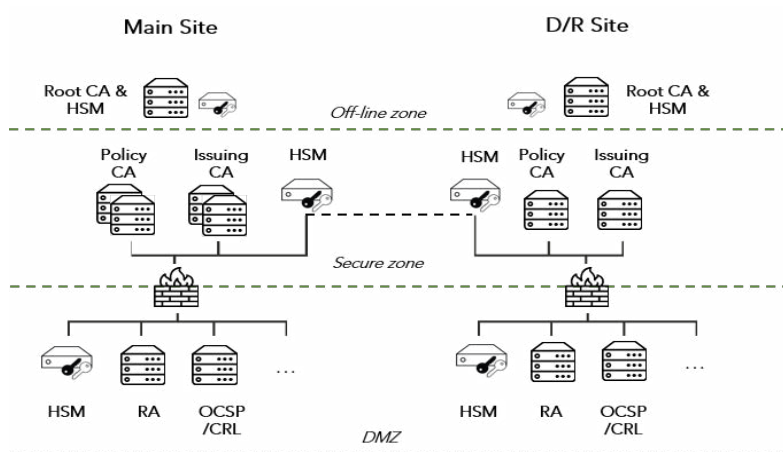 Main Site
D/R Site
Root CA &
HSM
Off-line zone
Root CA &
HSM
Policy
CA
Issuing
CA
HSM
HSM
Policy
CA
Issuing
CA
Secure zone
...
...
HSM
RA
OCSP
/CRL
HSM
RA
OCSP
/CRL
DMZ